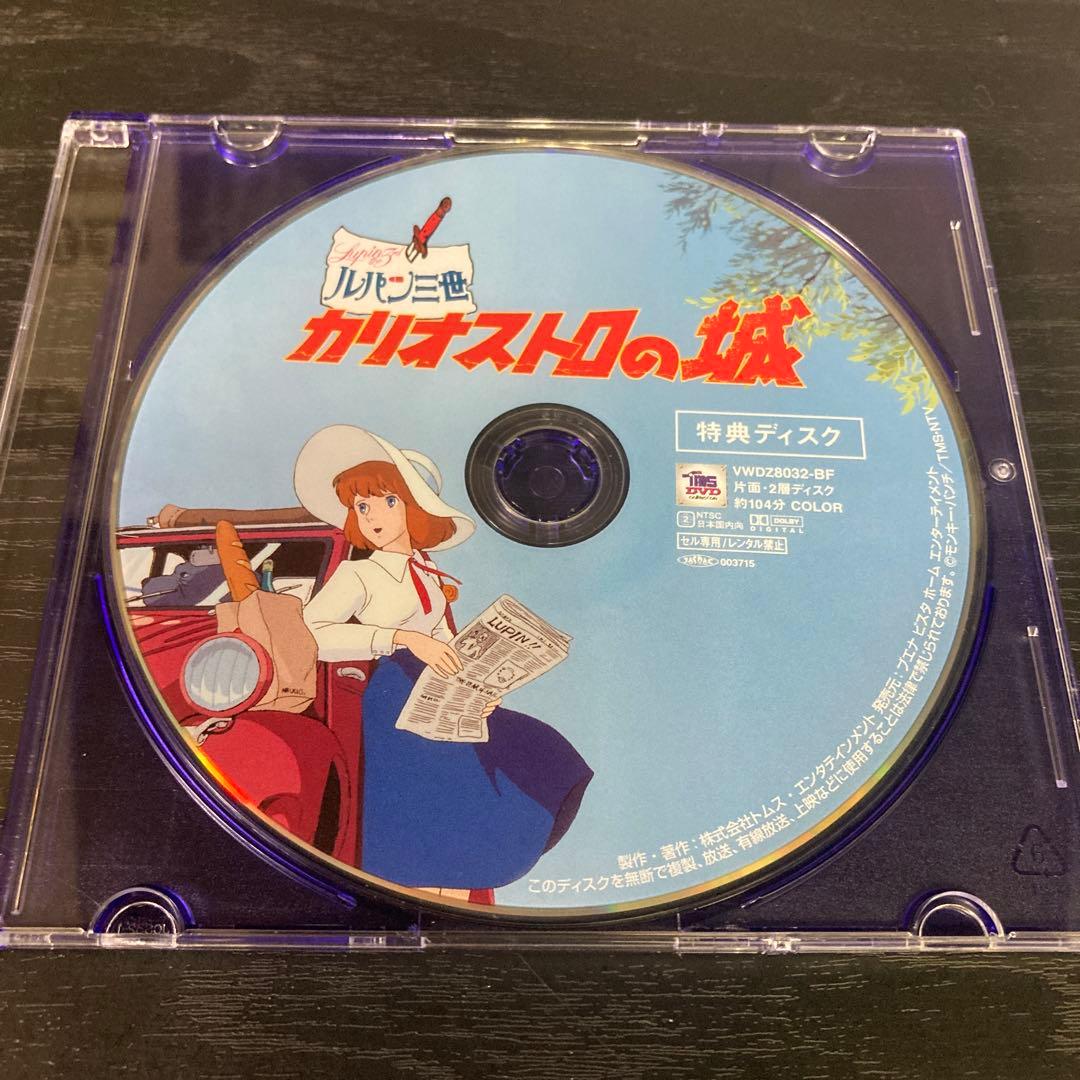 Lupin the 3rd
ルパン三世
カリオストロの城
特典ディスク
TMS
DVD
VWDZ8032-BF
片面・2層ディスク
約104分 COLOR
2 NTSC
日本国内向
DOLBY
DIGITAL
セル専用/レンタル禁止
JASRAC 003715
LUPIN!!
製作・著作：株式会社トムス・エンタテインメント 発売元：ブエナ ビスタ ホーム エンターテイメント
このディスクを無断で複製、放送、有線放送、上映などに使用することは法律で禁じられております。©モンキー・パンチ/TMS・NTV